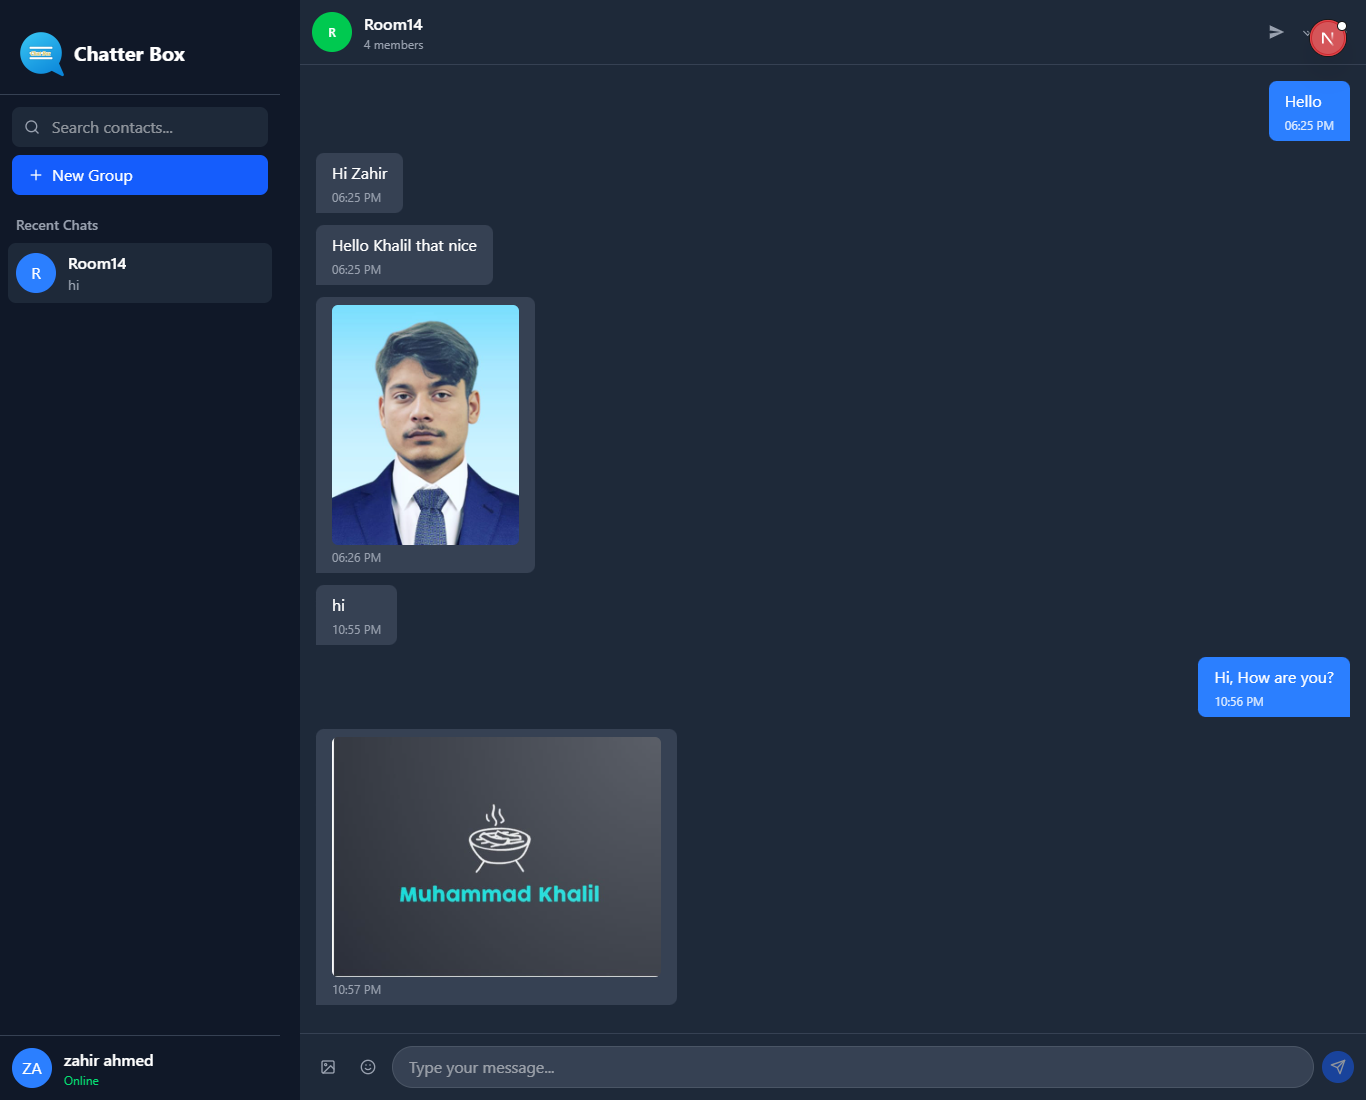 Chatter Box
Search contacts...
New Group
Recent Chats
R
Room14
hi
ZA
zahir ahmed
Online
R
Room14
4 members
N
Hello
06:25 PM
Hi Zahir
06:25 PM
Hello Khalil that nice
06:25 PM
06:26 PM
hi
10:55 PM
Hi, How are you?
10:56 PM
Muhammad Khalil
10:57 PM
Type your message...